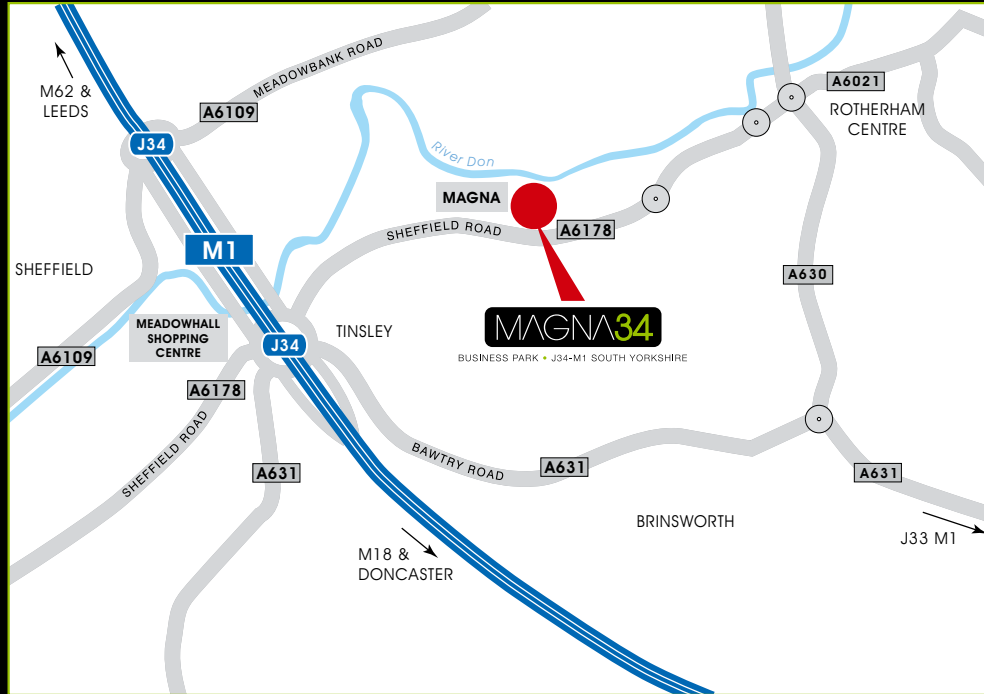 MEADOWBANK ROAD
M62 &
LEEDS
A6109
J34
A6021
ROTHERHAM
CENTRE
River Don
MAGNA
SHEFFIELD ROAD
A6178
M1
SHEFFIELD
A630
MEADOWHALL
SHOPPING
CENTRE
TINSLEY
J34
MAGNA34
BUSINESS PARK • J34-M1 SOUTH YORKSHIRE
A6109
A6178
SHEFFIELD ROAD
A631
BAWTRY ROAD
A631
A631
BRINSWORTH
J33 M1
M18 &
DONCASTER